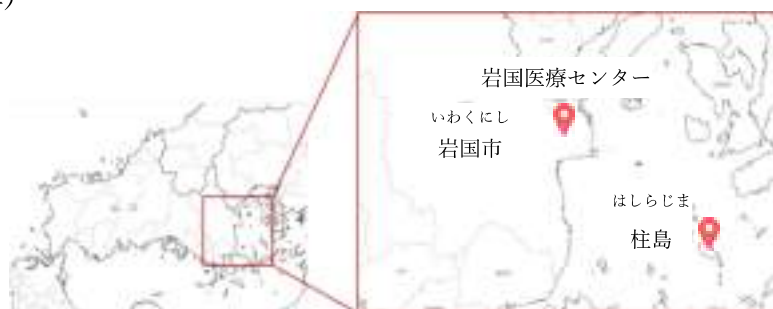 岩国医療センター
いわくにし
岩国市
はしらじま
柱島